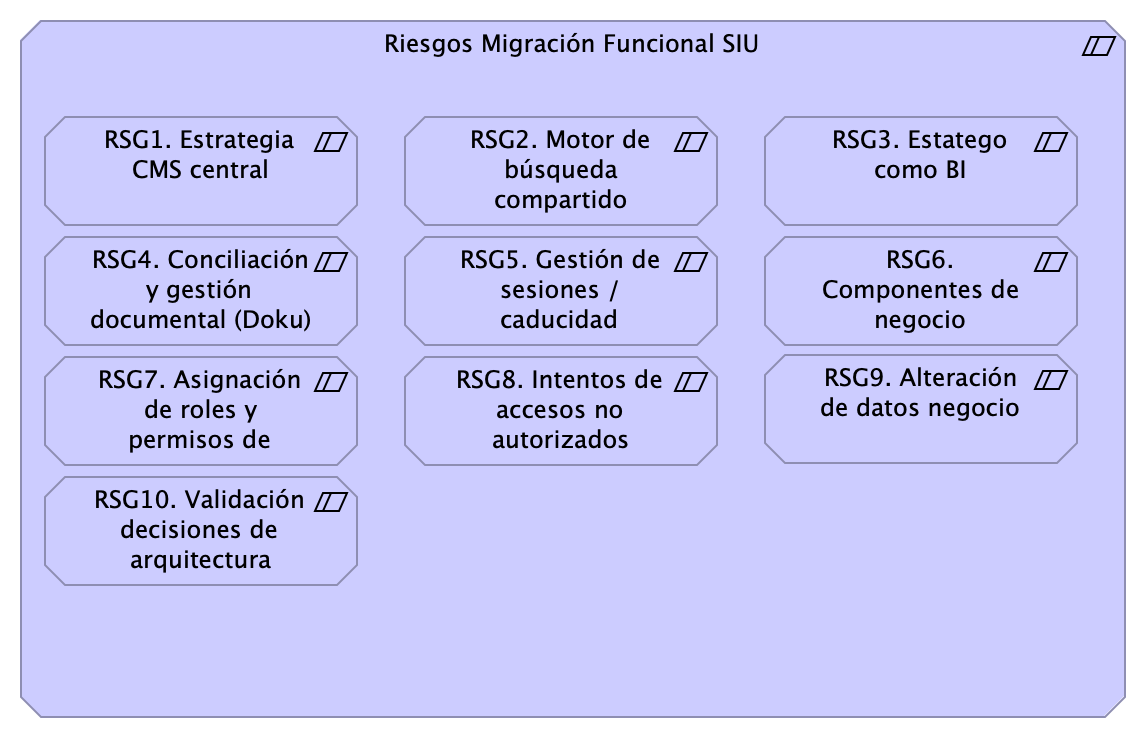 Riesgos Migración Funcional SIU
RSG1. Estrategia
CMS central
RSG2. Motor de
búsqueda
compartido
RSG3. Estatego
como BI
RSG4. Conciliación
y gestión
documental (Doku)
RSG5. Gestión de
sesiones /
caducidad
RSG6.
Componentes de
negocio
RSG7. Asignación
de roles y
permisos de
RSG8. Intentos de
accesos no
autorizados
RSG9. Alteración
de datos negocio
RSG10. Validación
decisiones de
arquitectura